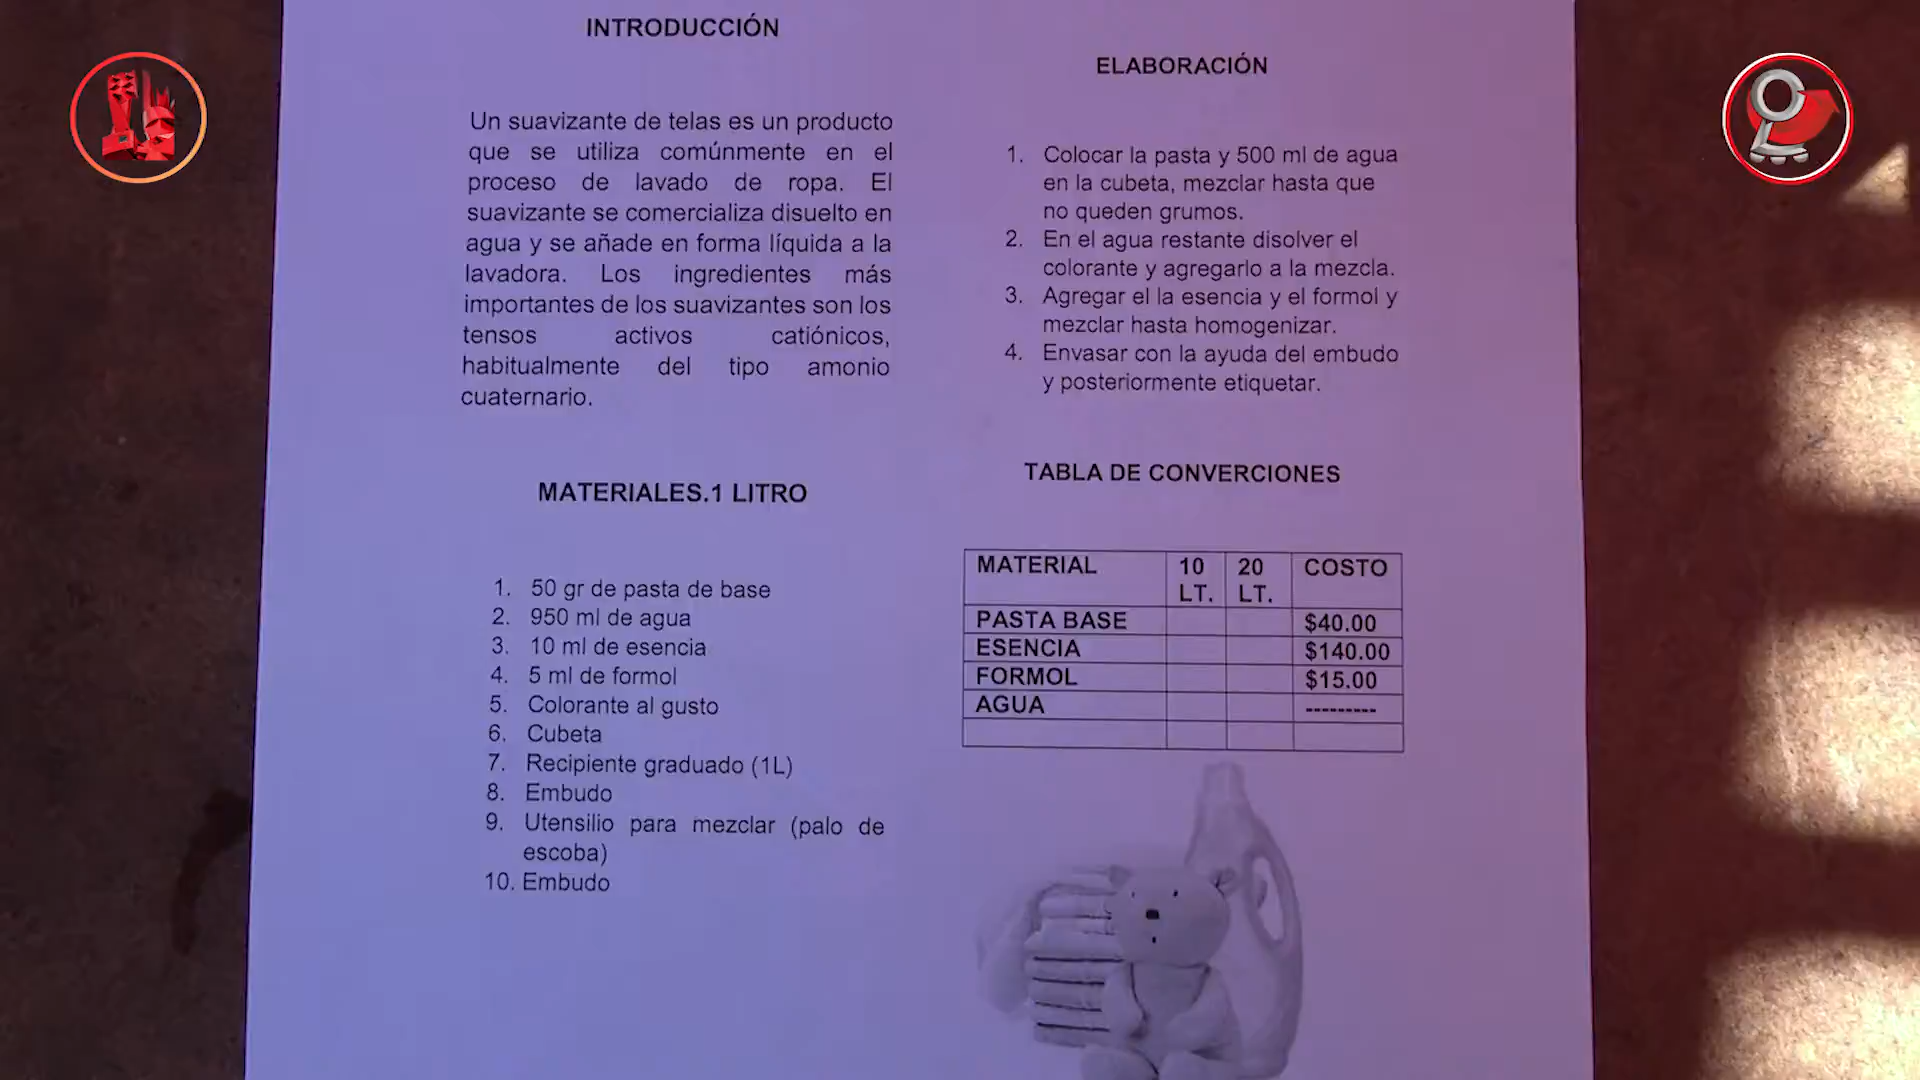 INTRODUCCIÓN
Un suavizante de telas es un producto
que se utiliza comúnmente en el
proceso de lavado de ropa. El
suavizante se comercializa disuelto en
agua y se añade en forma líquida a la
lavadora. Los ingredientes más
importantes de los suavizantes son los
tensos activos catiónicos,
habitualmente del tipo amonio
cuaternario.
MATERIALES.1 LITRO
1. 50 gr de pasta de base
2. 950 ml de agua
3. 10 ml de esencia
4. 5 ml de formol
5. Colorante al gusto
6. Cubeta
7. Recipiente graduado (1L)
8. Embudo
9. Utensilio para mezclar (palo de
escoba)
10. Embudo
ELABORACIÓN
1. Colocar la pasta y 500 ml de agua
en la cubeta, mezclar hasta que
no queden grumos.
2. En el agua restante disolver el
colorante y agregarlo a la mezcla.
3. Agregar el la esencia y el formol y
mezclar hasta homogenizar.
4. Envasar con la ayuda del embudo
y posteriormente etiquetar.
TABLA DE CONVERCIONES
MATERIAL 10 LT. 20 LT. COSTO
PASTA BASE $40.00
ESENCIA $140.00
FORMOL $15.00
AGUA ---------